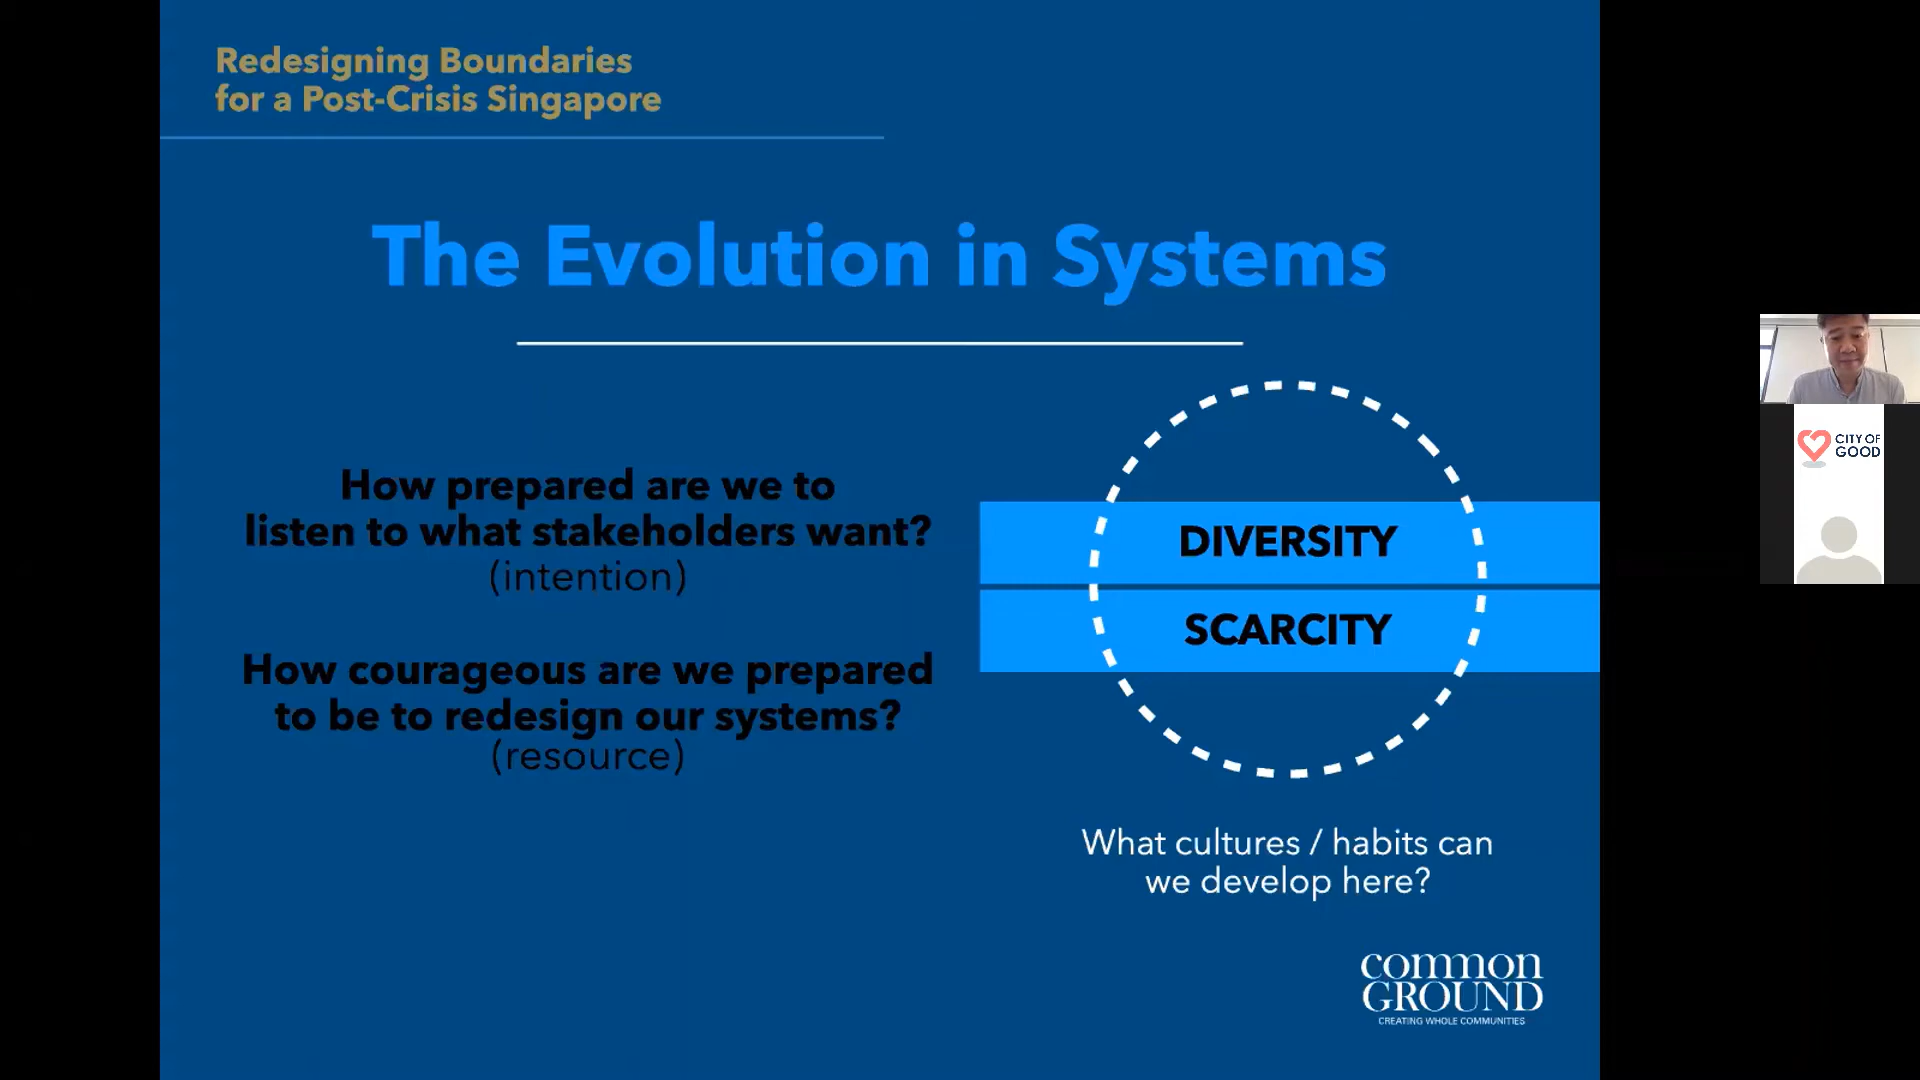 Redesigning Boundaries
for a Post-Crisis Singapore
The Evolution in Systems
How prepared are we to
listen to what stakeholders want?
(intention)
How courageous are we prepared
to be to redesign our systems?
(resource)
DIVERSITY
SCARCITY
What cultures / habits can
we develop here?
common
GROUND
CREATING WHOLE COMMUNITIES
CITY OF
GOOD